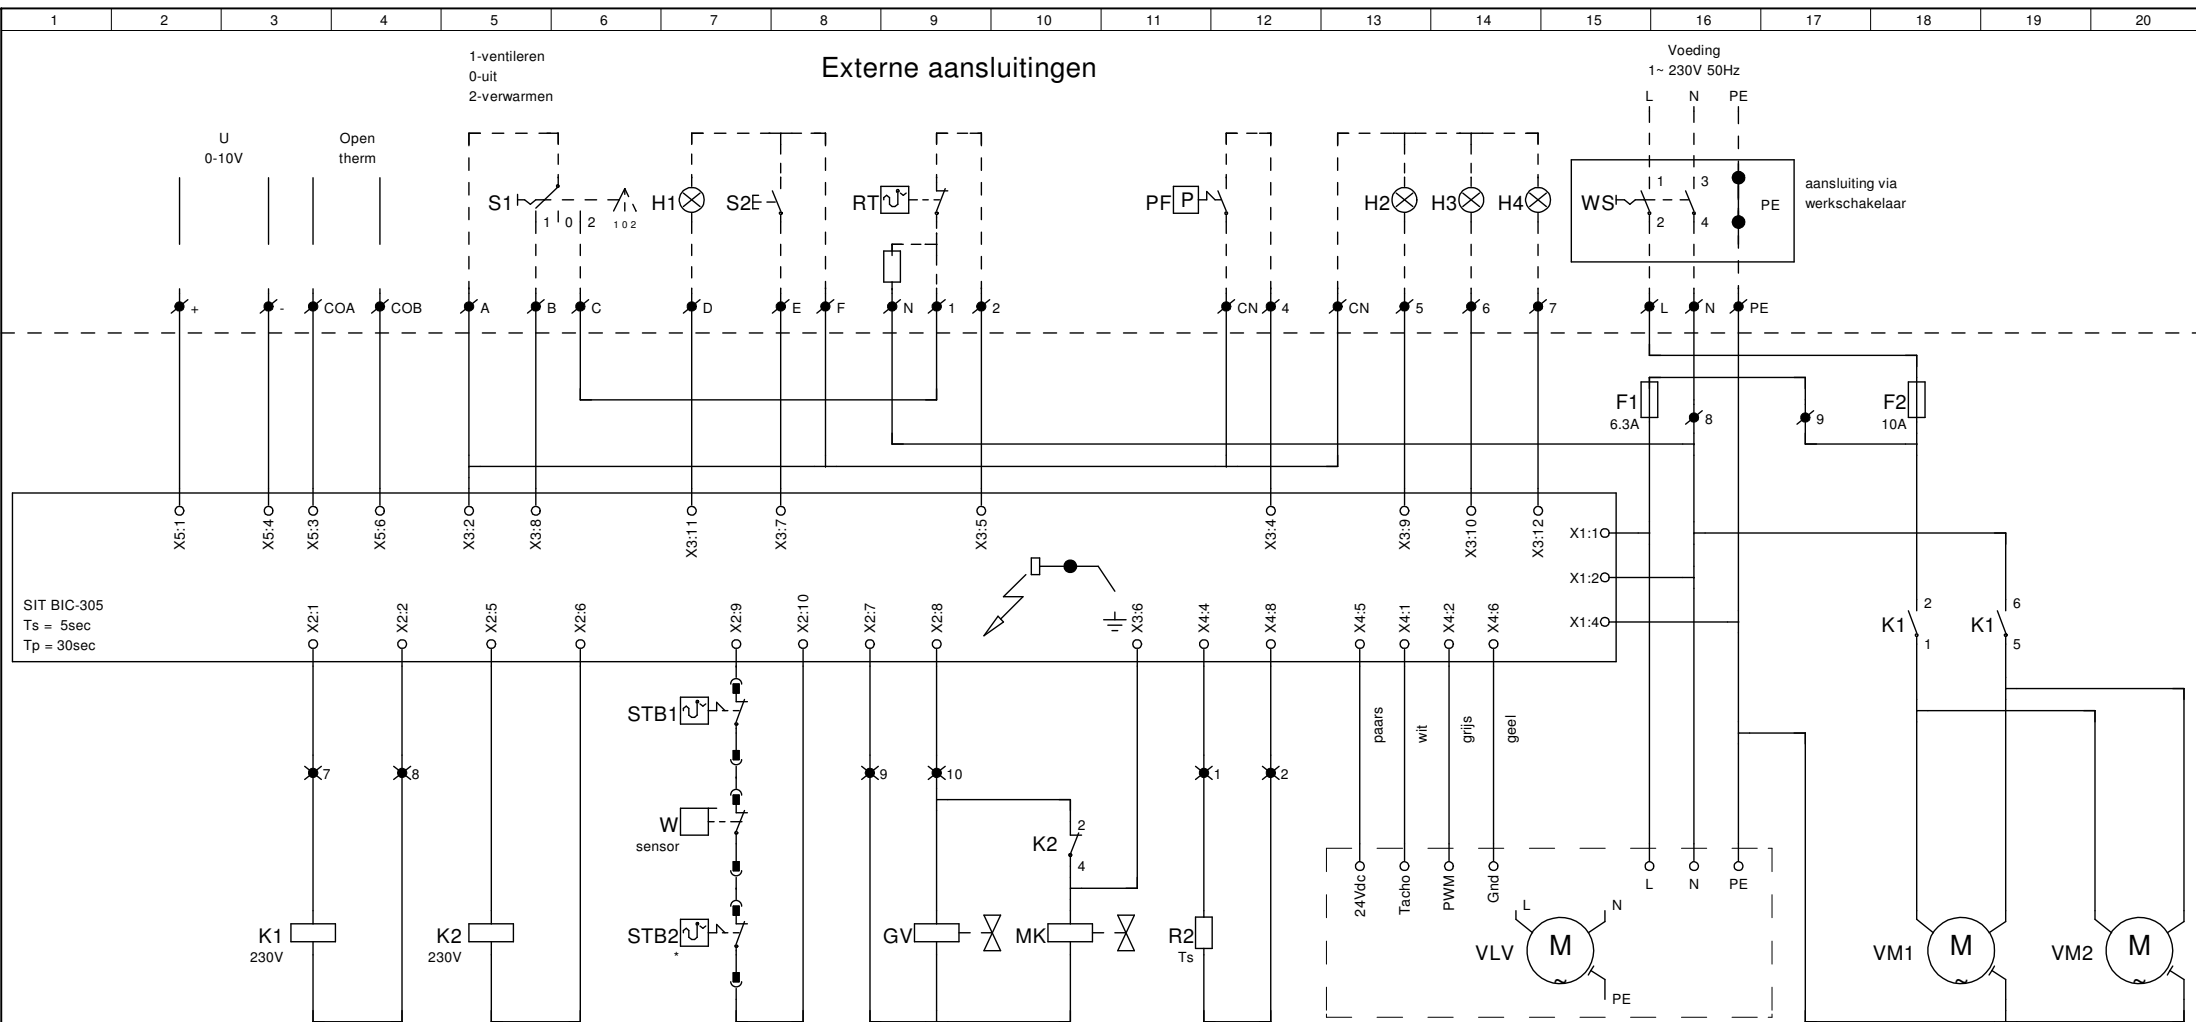 1 2 3 4 5 6 7 8 9 10 11 12 13 14 15 16 17 18 19 20
1-ventileren
0-uit
2-verwarmen
Externe aansluitingen
Voeding
1~ 230V 50Hz
L N PE
U
0-10V
Open
therm
S1
1 0 2
1 0 2
H1
S2
RT
PF
P
H2
H3
H4
WS
1 3
2 4
PE
aansluiting via
werkschakelaar
+ - COA COB A B C D E F N 1 2 CN 4 CN 5 6 7 L N PE
F1
6.3A
8
9
F2
10A
X5:1 X5:4 X5:3 X5:6 X3:2 X3:8 X3:11 X3:7 X3:5 X3:4 X3:9 X3:10 X3:12
X1:1
X1:2
X1:4
SIT BIC-305
Ts = 5sec
Tp = 30sec
X2:1 X2:2 X2:5 X2:6 X2:9 X2:10 X2:7 X2:8 X3:6 X4:4 X4:8 X4:5 X4:1 X4:2 X4:6
K1
2
1
K1
6
5
STB1
paars wit grijs geel
7 8 9 10 1 2
W
sensor
K2
2
4
24Vdc Tacho PWM Gnd L N PE
K1
230V
K2
230V
STB2
*
GV
MK
R2
Ts
VLV
L
N
M
~
PE
VM1
M
~
VM2
M
~